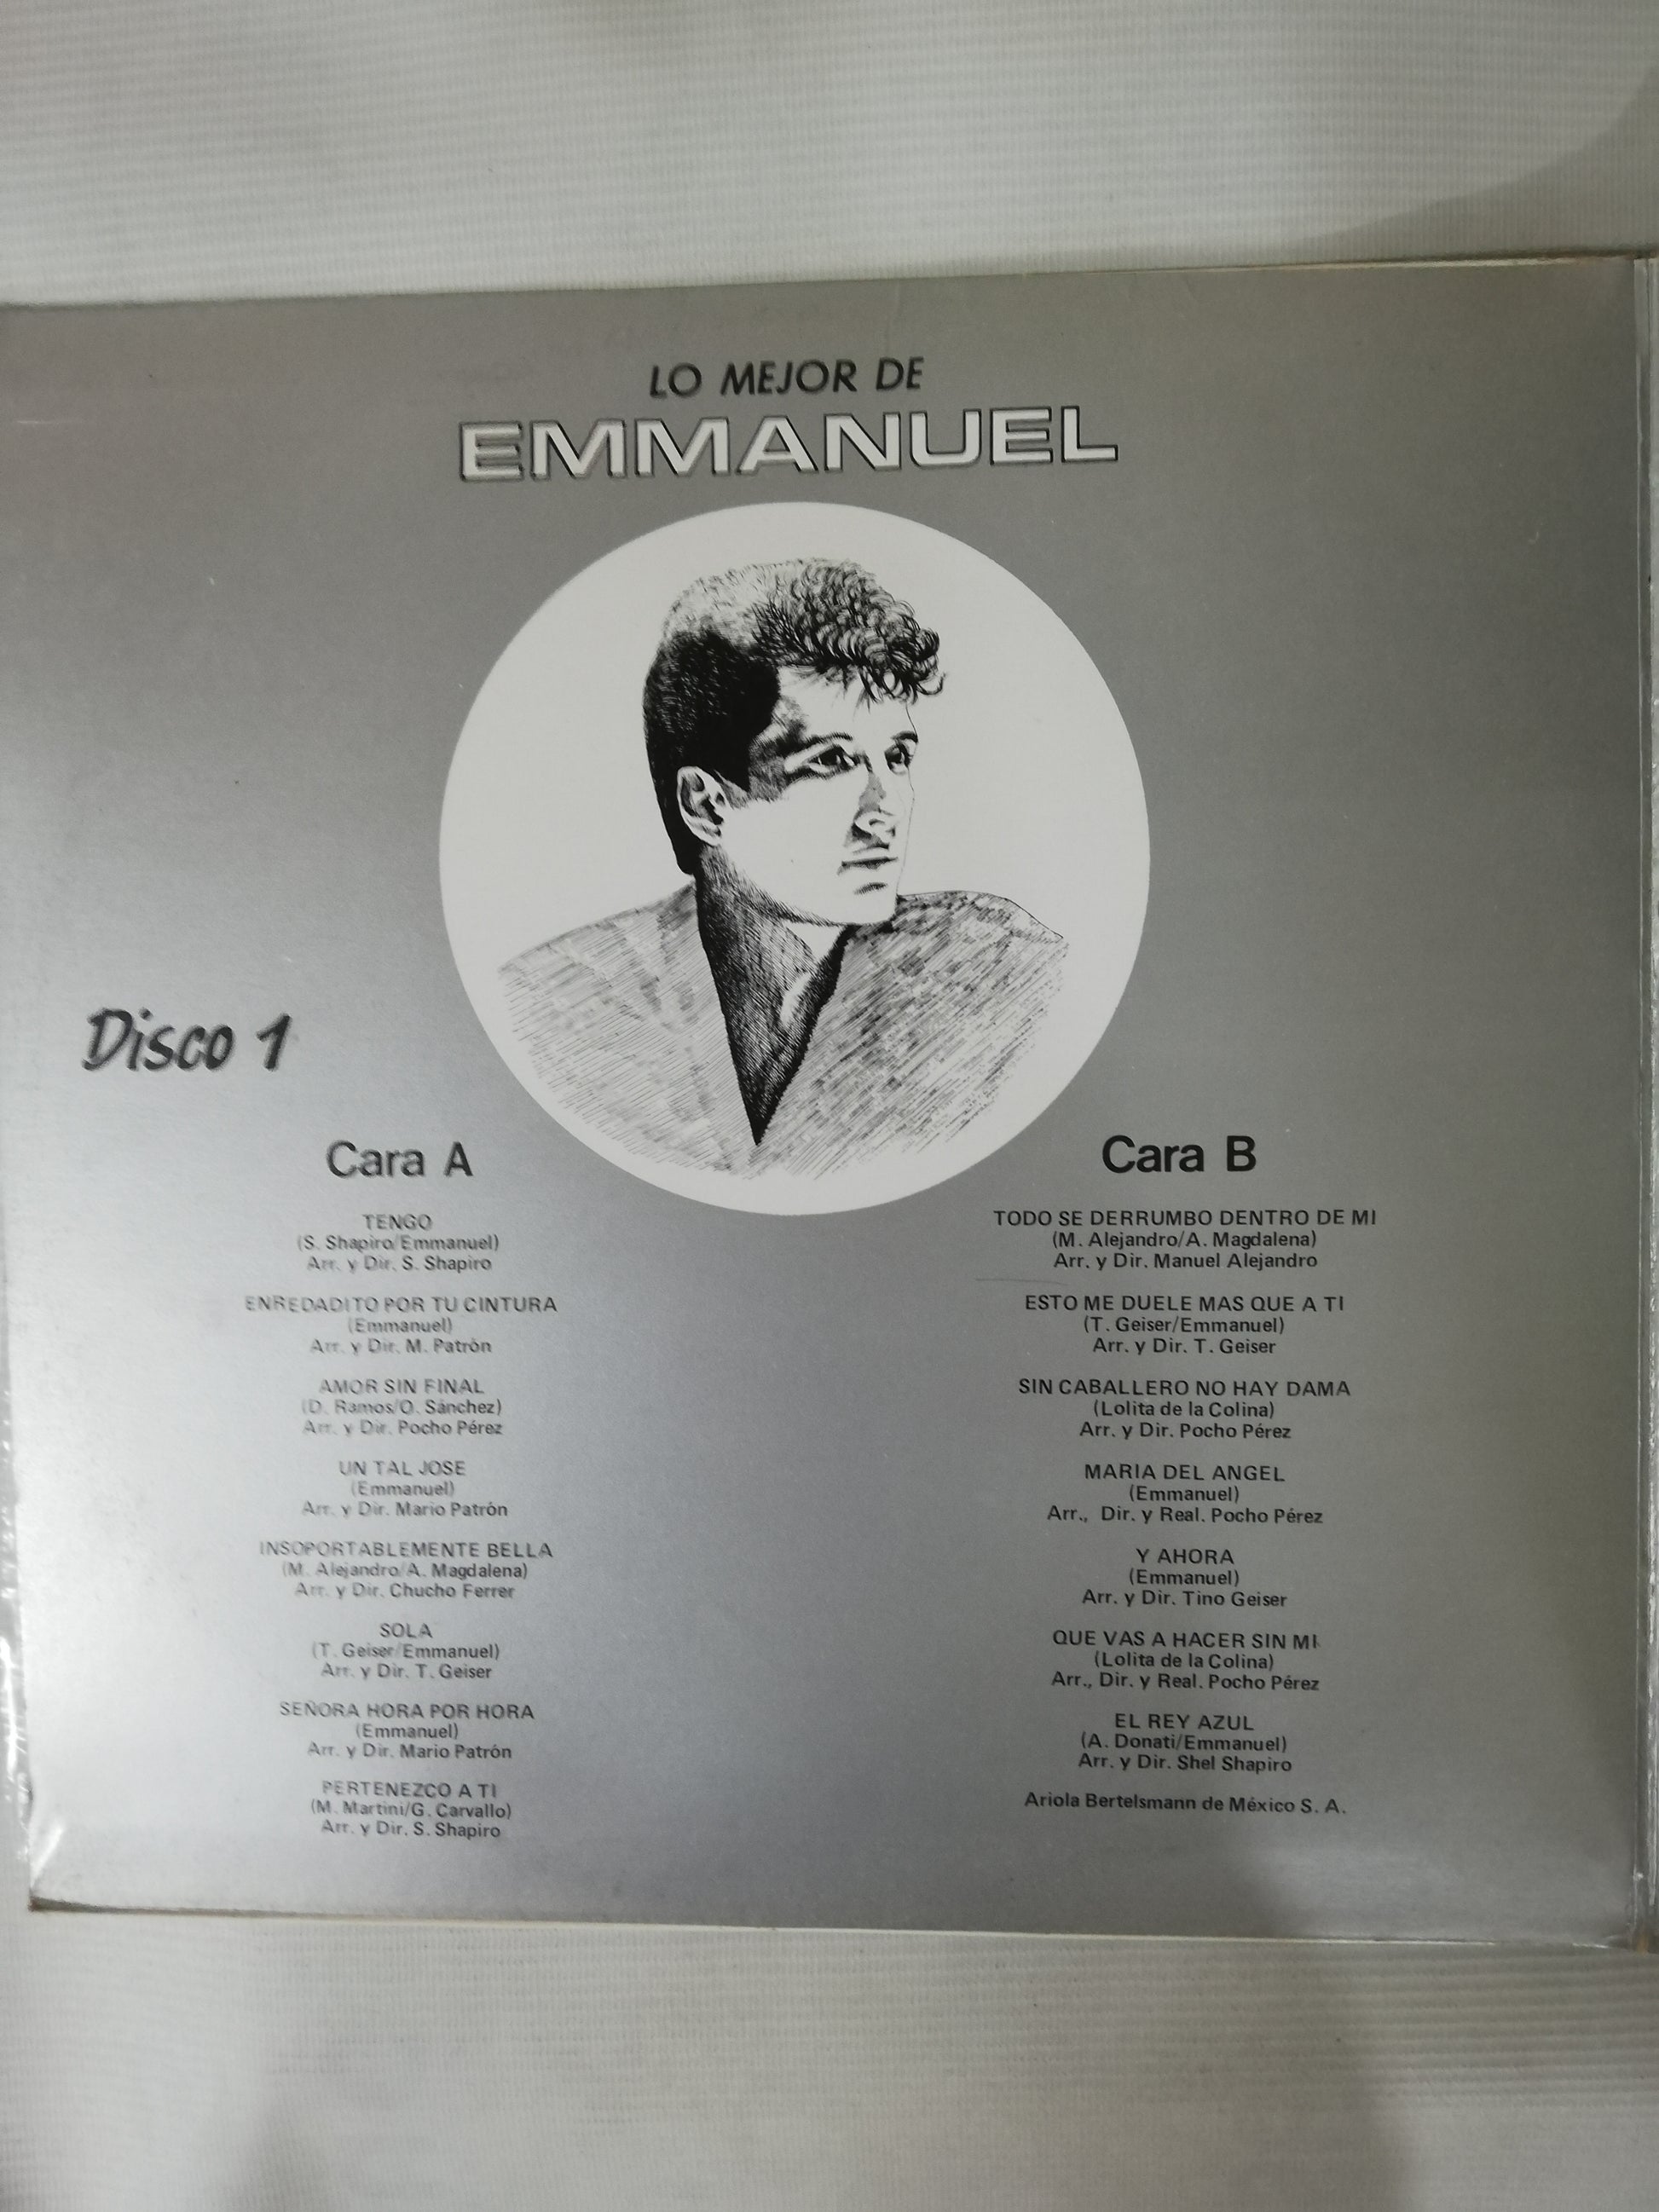 LO MEJOR DE
EMMANUEL
Disco 1
Cara A
TENGO
(S. Shapiro/Emmanuel)
Arr. y Dir. S. Shapiro
ENREDADITO POR TU CINTURA
(Emmanuel)
Arr. y Dir. M. Patrón
AMOR SIN FINAL
(D. Ramos/O. Sánchez)
Arr. y Dir. Pocho Pérez
UN TAL JOSE
(Emmanuel)
Arr. y Dir. Mario Patrón
INSOPORTABLEMENTE BELLA
(M. Alejandro/A. Magdalena)
Arr. y Dir. Chucho Ferrer
SOLA
(T. Geiser/Emmanuel)
Arr. y Dir. T. Geiser
SEÑORA HORA POR HORA
(Emmanuel)
Arr. y Dir. Mario Patrón
PERTENEZCO A TI
(M. Martini/G. Carvallo)
Arr. y Dir. S. Shapiro
Cara B
TODO SE DERRUMBO DENTRO DE MI
(M. Alejandro/A. Magdalena)
Arr. y Dir. Manuel Alejandro
ESTO ME DUELE MAS QUE A TI
(T. Geiser/Emmanuel)
Arr. y Dir. T. Geiser
SIN CABALLERO NO HAY DAMA
(Lolita de la Colina)
Arr. y Dir. Pocho Pérez
MARIA DEL ANGEL
(Emmanuel)
Arr., Dir. y Real. Pocho Pérez
Y AHORA
(Emmanuel)
Arr. y Dir. Tino Geiser
QUE VAS A HACER SIN MI
(Lolita de la Colina)
Arr., Dir. y Real. Pocho Pérez
EL REY AZUL
(A. Donati/Emmanuel)
Arr. y Dir. Shel Shapiro
Ariola Bertelsmann de México S. A.